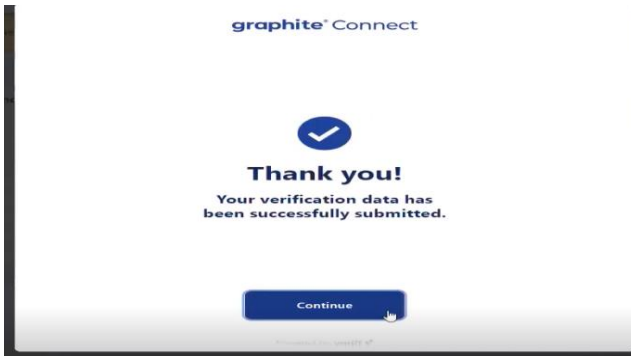 graphite° Connect
Thank you!
Your verification data has
been successfully submitted.
Continue